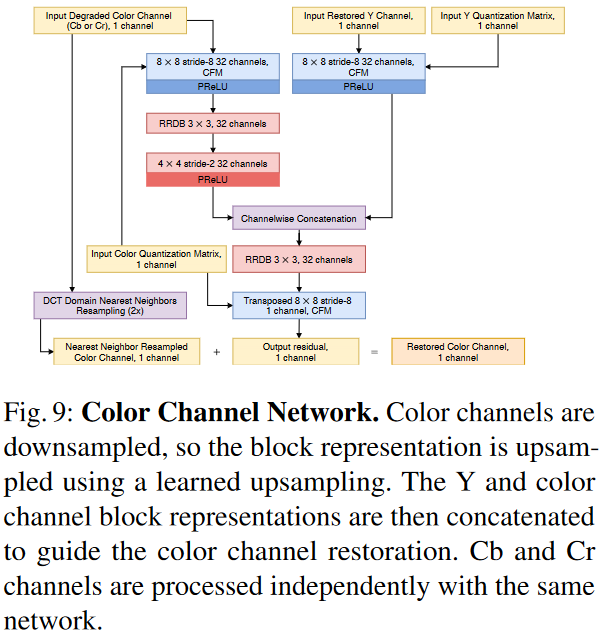 Input Degraded Color Channel
(Cb or Cr), 1 channel
Input Restored Y Channel,
1 channel
Input Y Quantization Matrix,
1 channel
8 × 8 stride-8 32 channels,
CFM
PReLU
8 × 8 stride-8 32 channels,
CFM
PReLU
RRDB 3 × 3, 32 channels
4 × 4 stride-2 32 channels
PReLU
Channelwise Concatenation
Input Color Quantization Matrix,
1 channel
RRDB 3 × 3, 32 channels
DCT Domain Nearest Neighbors
Resampling (2x)
Transposed 8 × 8 stride-8
1 channel, CFM
Nearest Neighbor Resampled
Color Channel, 1 channel
+
Output residual,
1 channel
=
Restored Color Channel,
1 channel
Fig. 9: Color Channel Network. Color channels are
downsampled, so the block representation is upsam-
pled using a learned upsampling. The Y and color
channel block representations are then concatenated
to guide the color channel restoration. Cb and Cr
channels are processed independently with the same
network.